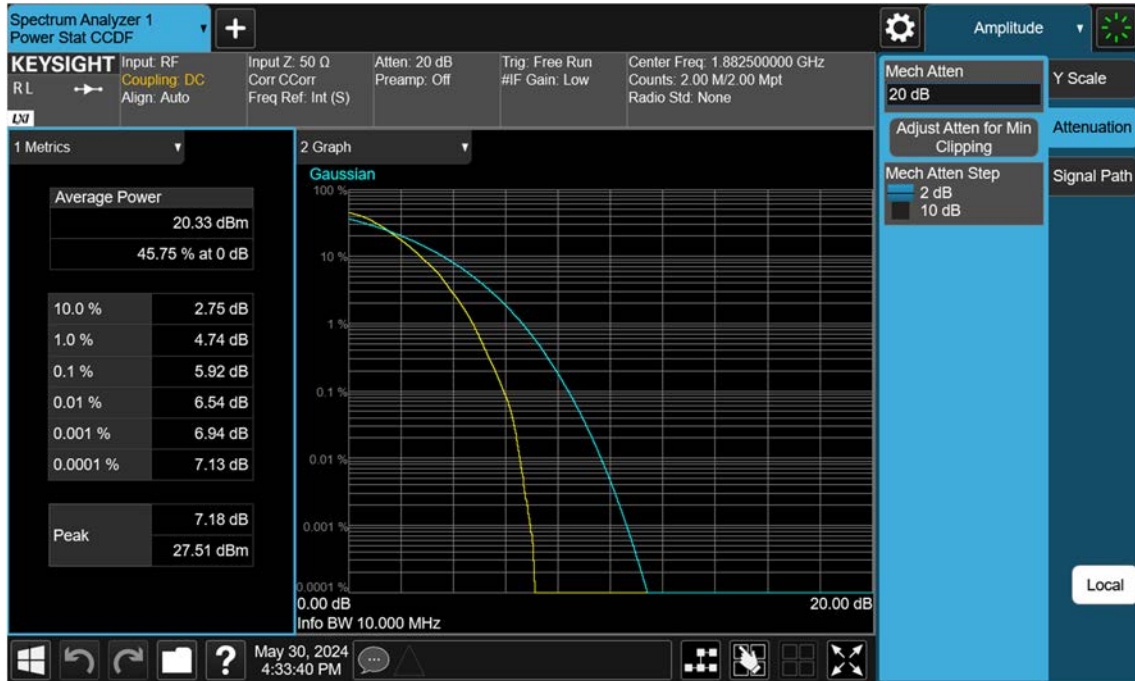 Spectrum Analyzer 1
Power Stat CCDF
Amplitude
KEYSIGHT
R L
LXI
Input: RF
Coupling: DC
Align: Auto
Input Z: 50 Ω
Corr CCorr
Freq Ref: Int (S)
Atten: 20 dB
Preamp: Off
Trig: Free Run
#IF Gain: Low
Center Freq: 1.882500000 GHz
Counts: 2.00 M/2.00 Mpt
Radio Std: None
Mech Atten
20 dB
Adjust Atten for Min
Clipping
Mech Atten Step
2 dB
10 dB
Y Scale
Attenuation
Signal Path
1 Metrics
Average Power
20.33 dBm
45.75 % at 0 dB
10.0 % 2.75 dB
1.0 % 4.74 dB
0.1 % 5.92 dB
0.01 % 6.54 dB
0.001 % 6.94 dB
0.0001 % 7.13 dB
Peak 7.18 dB
27.51 dBm
2 Graph
Gaussian
100 %
10 %
1 %
0.1 %
0.01 %
0.001 %
0.0001 %
0.00 dB 20.00 dB
Info BW 10.000 MHz
Local
?
May 30, 2024
4:33:40 PM